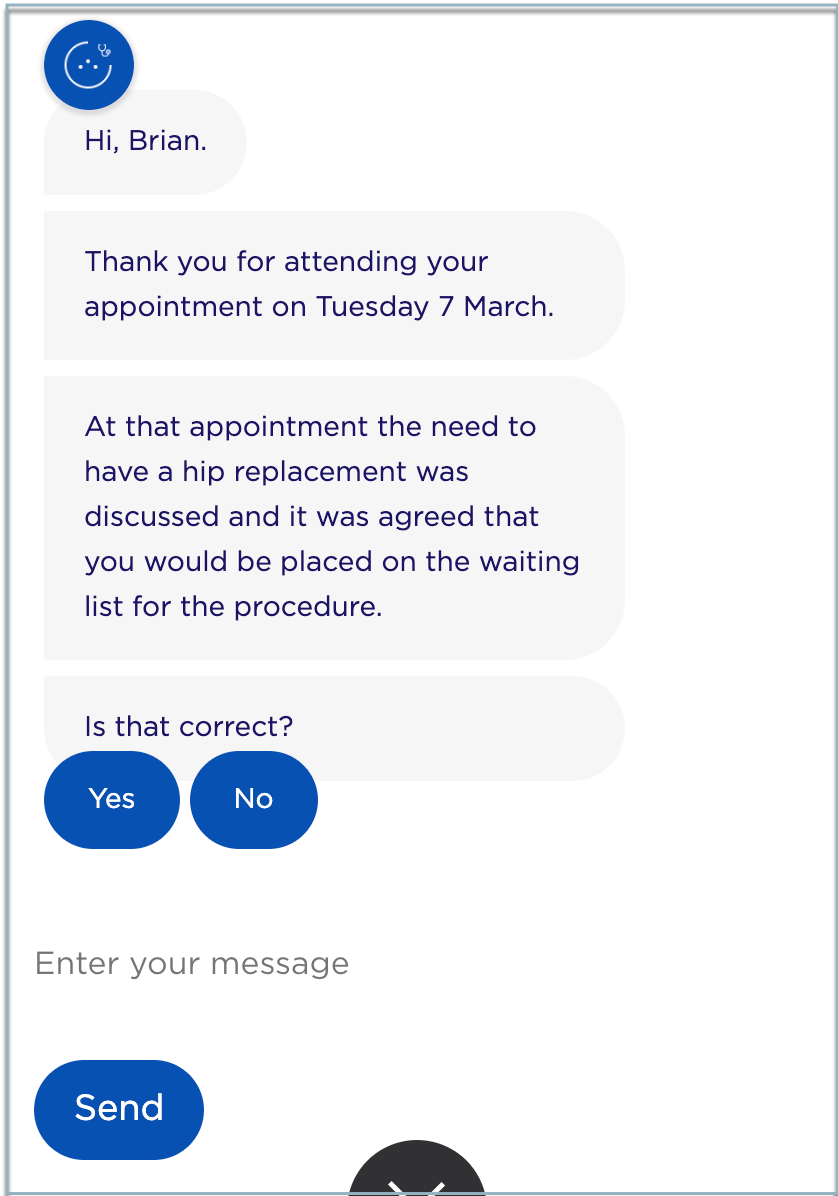 Hi, Brian.
Thank you for attending your
appointment on Tuesday 7 March.
At that appointment the need to
have a hip replacement was
discussed and it was agreed that
you would be placed on the waiting
list for the procedure.
Is that correct?
Yes No
Enter your message
Send